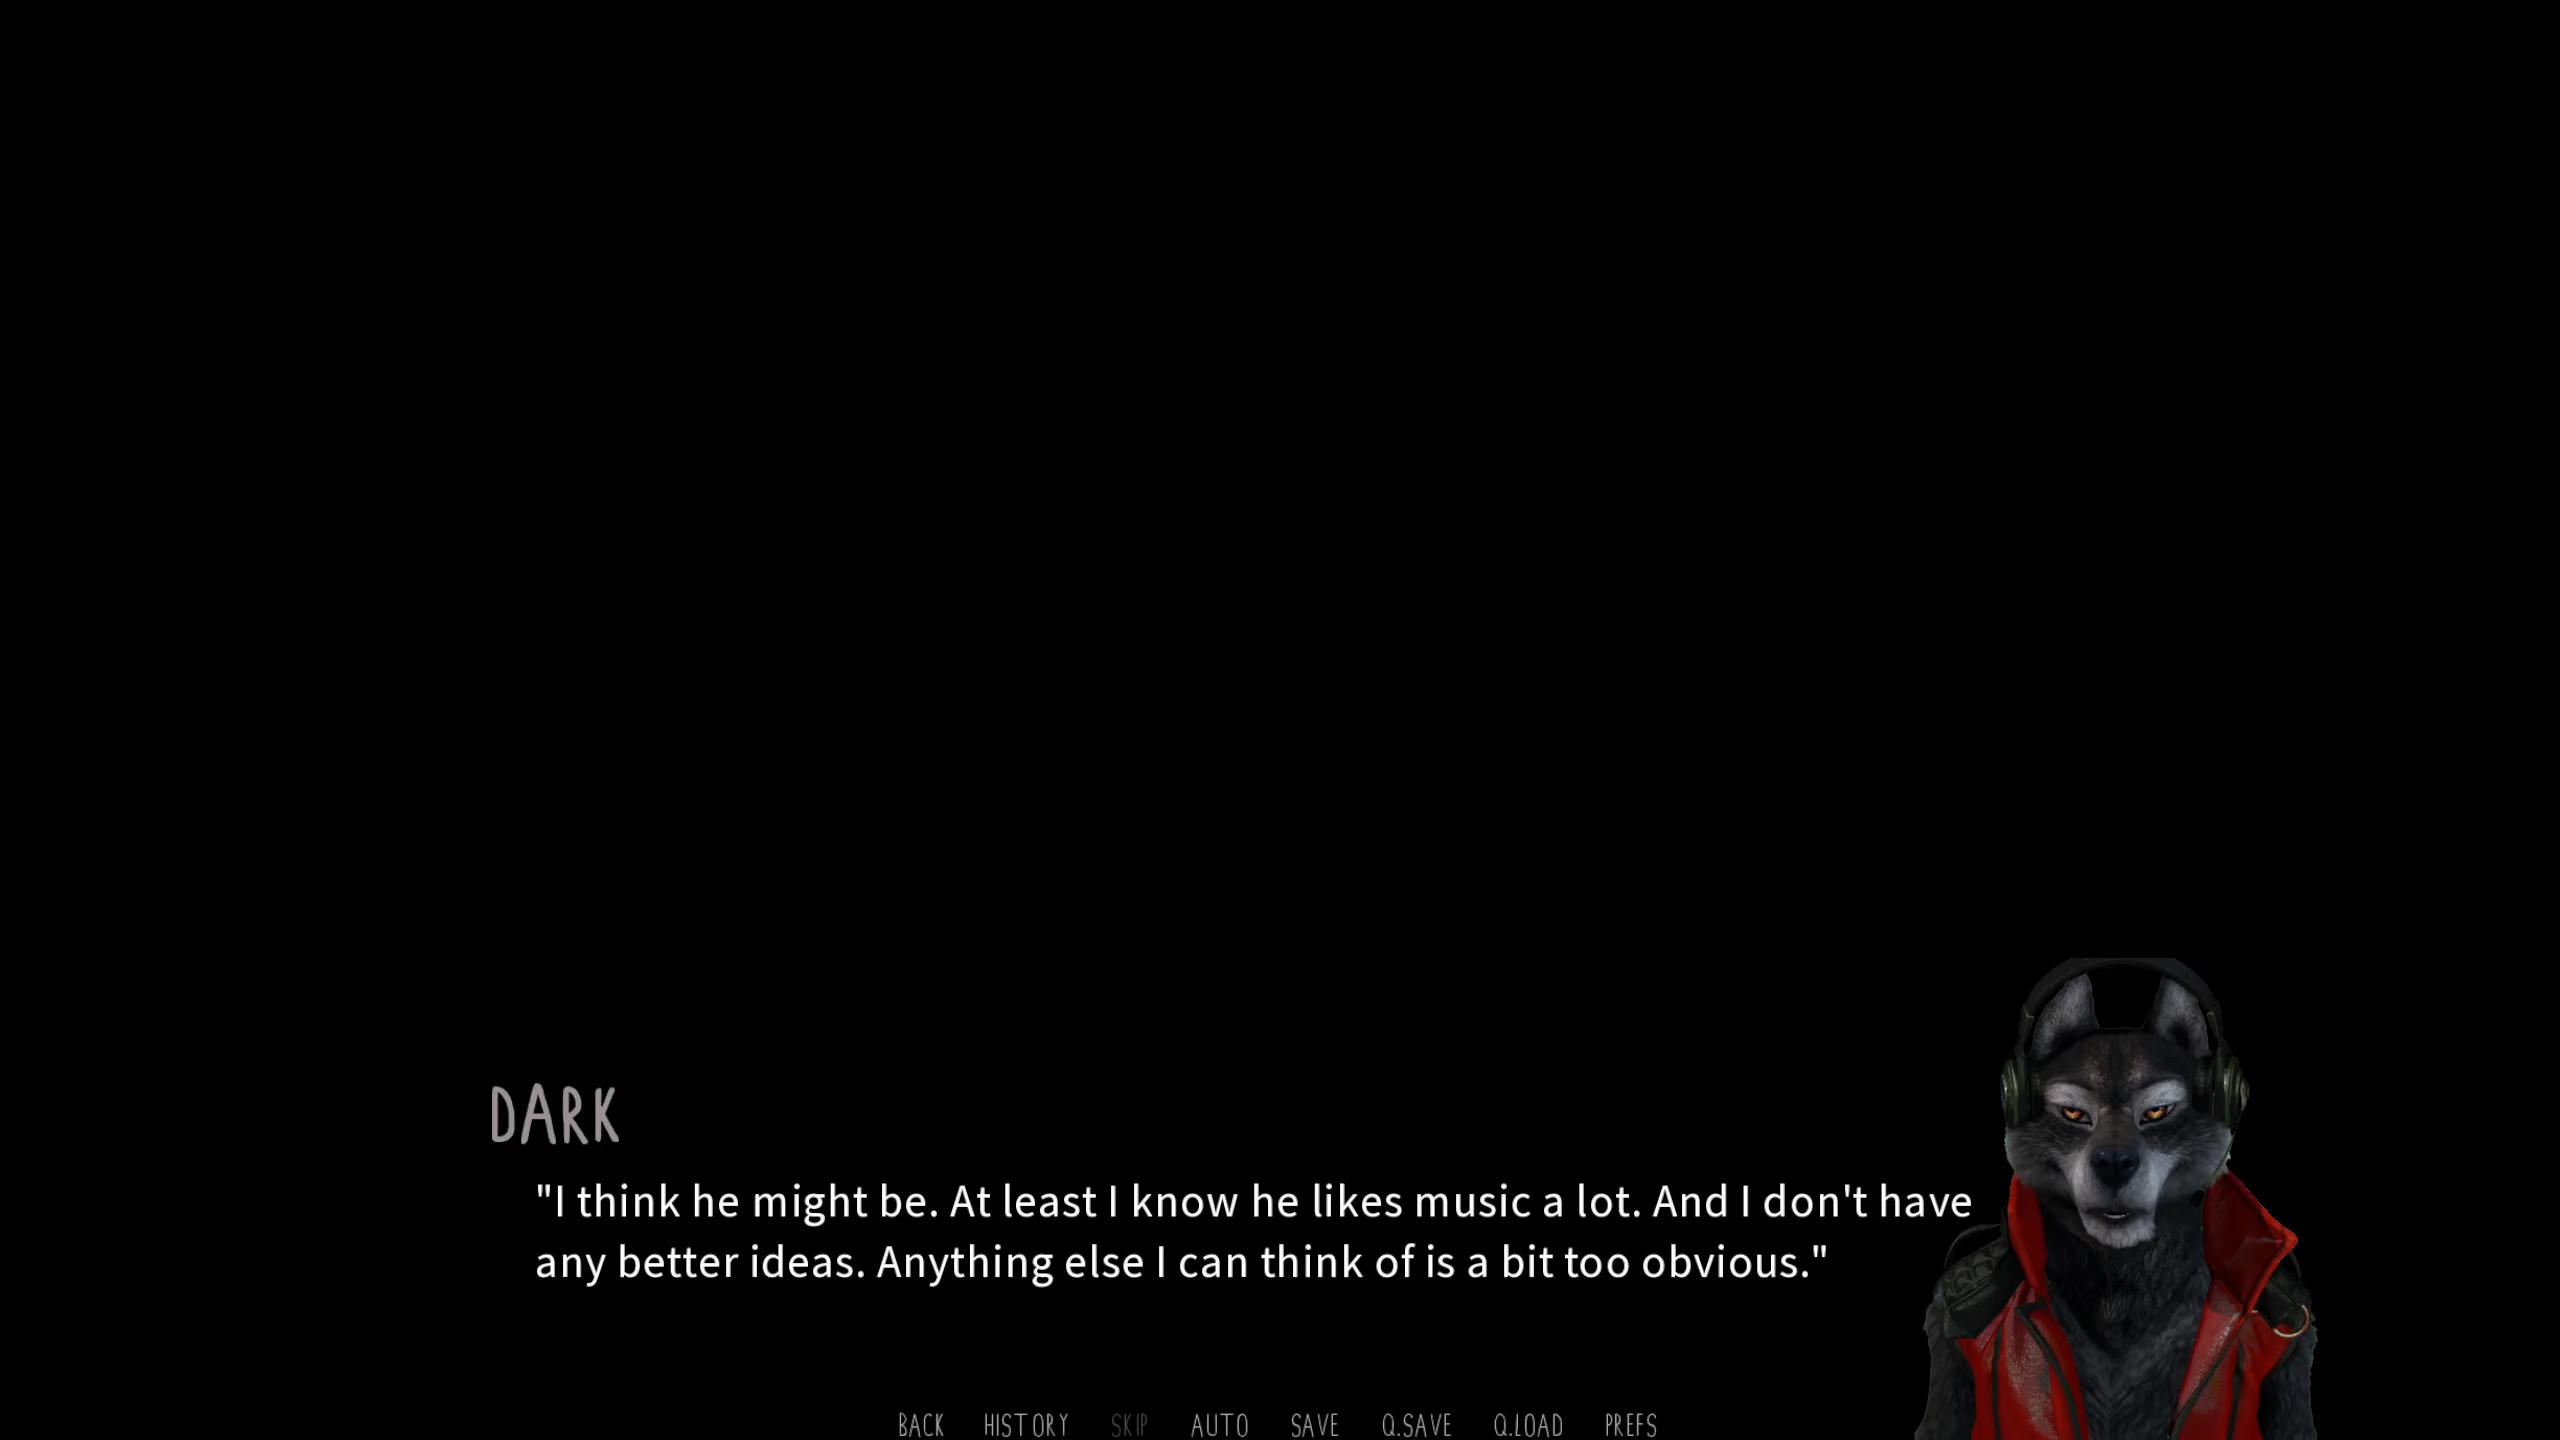 DARK
"I think he might be. At least I know he likes music a lot. And I don't have
any better ideas. Anything else I can think of is a bit too obvious."
BACK HISTORY SKIP AUTO SAVE Q.SAVE Q.LOAD PREFS